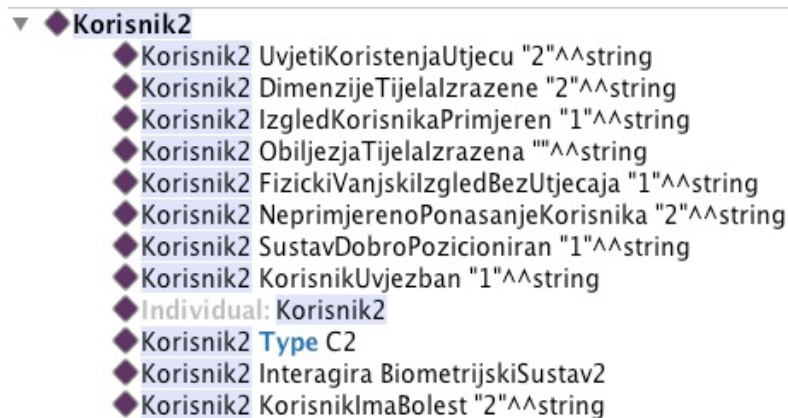 Korisnik2
Korisnik2 UvjetiKoristenjaUtjecu "2"^^string
Korisnik2 DimenzijeTijelaIzrazene "2"^^string
Korisnik2 IzgledKorisnikaPrimjeren "1"^^string
Korisnik2 ObiljezjaTijelaIzrazena ""^^string
Korisnik2 FizickiVanjskiIzgledBezUtjecaja "1"^^string
Korisnik2 NeprimjerenoPonasanjeKorisnika "2"^^string
Korisnik2 SustavDobroPozicioniran "1"^^string
Korisnik2 KorisnikUvjezban "1"^^string
Individual: Korisnik2
Korisnik2 Type C2
Korisnik2 Interagira BiometrijskiSustav2
Korisnik2 KorisnikImaBolest "2"^^string